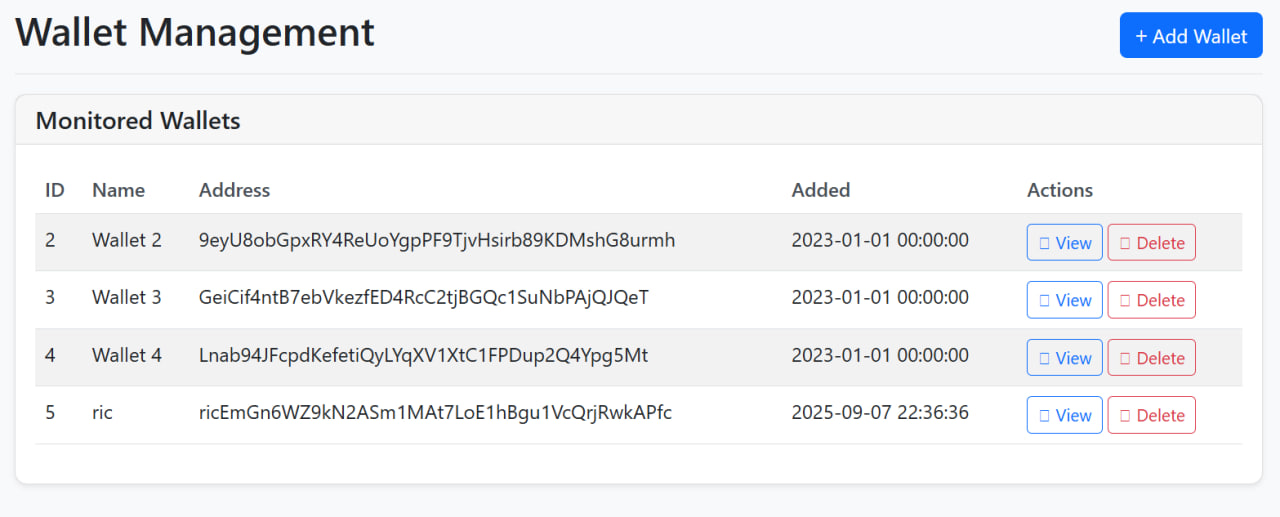 Wallet Management
+ Add Wallet
Monitored Wallets
ID Name Address Added Actions
2 Wallet 2 9eyU8obGpxRY4ReUoYgpPF9TjvHsirb89KDMshG8urmh 2023-01-01 00:00:00 View Delete
3 Wallet 3 GeiCif4ntB7ebVkezfED4RcC2tjBGQc1SuNbPAjQJQeT 2023-01-01 00:00:00 View Delete
4 Wallet 4 Lnab94JFcpdKefetiQyLYqXV1XtC1FPDup2Q4Ypg5Mt 2023-01-01 00:00:00 View Delete
5 ric ricEmGn6WZ9kN2ASm1MAt7LoE1hBgu1VcQrjRwkAPfc 2025-09-07 22:36:36 View Delete